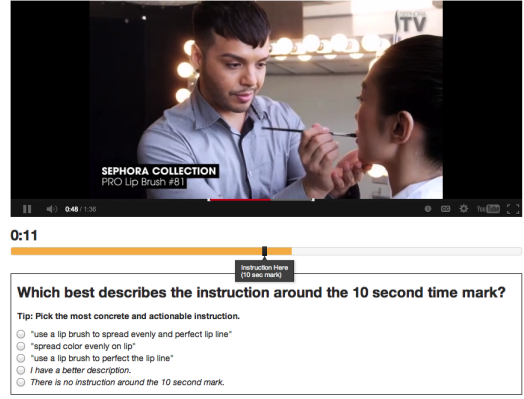 SEPHORA
TV
SEPHORA COLLECTION
PRO Lip Brush #81
0:48 / 1:36
You Tube
0:11
Instruction Here
(10 sec mark)
Which best describes the instruction around the 10 second time mark?
Tip: Pick the most concrete and actionable instruction.
"use a lip brush to spread evenly and perfect lip line"
"spread color evenly on lip"
"use a lip brush to perfect the lip line"
I have a better description.
There is no instruction around the 10 second mark.